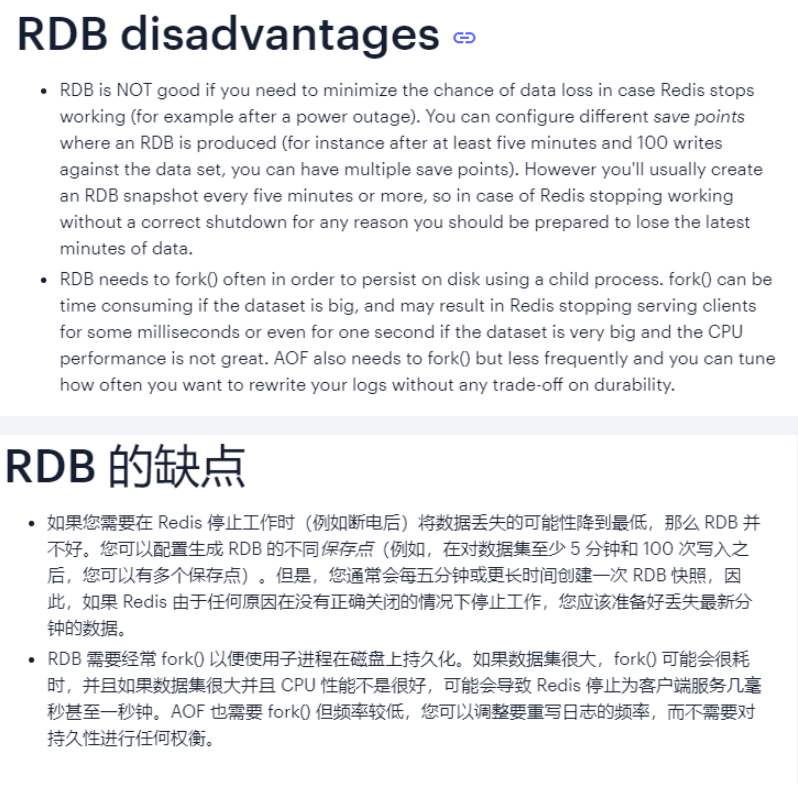 RDB disadvantages
• RDB is NOT good if you need to minimize the chance of data loss in case Redis stops
working (for example after a power outage). You can configure different save points
where an RDB is produced (for instance after at least five minutes and 100 writes
against the data set, you can have multiple save points). However you'll usually create
an RDB snapshot every five minutes or more, so in case of Redis stopping working
without a correct shutdown for any reason you should be prepared to lose the latest
minutes of data.
• RDB needs to fork() often in order to persist on disk using a child process. fork() can be
time consuming if the dataset is big, and may result in Redis stopping serving clients
for some milliseconds or even for one second if the dataset is very big and the CPU
performance is not great. AOF also needs to fork() but less frequently and you can tune
how often you want to rewrite your logs without any trade-off on durability.
RDB 的缺点
• 如果您需要在 Redis 停止工作时（例如断电后）将数据丢失的可能性降到最低，那么 RDB 并
不好。您可以配置生成 RDB 的不同保存点（例如，在对数据集至少 5 分钟和 100 次写入之
后，您可以有多个保存点）。但是，您通常会每五分钟或更长时间创建一次 RDB 快照，因
此，如果 Redis 由于任何原因在没有正确关闭的情况下停止工作，您应该准备好丢失最新分
钟的数据。
• RDB 需要经常 fork() 以便使用子进程在磁盘上持久化。如果数据集很大，fork() 可能会很耗
时，并且如果数据集很大并且 CPU 性能不是很好，可能会导致 Redis 停止为客户端服务几毫
秒甚至一秒钟。AOF 也需要 fork() 但频率较低，您可以调整要重写日志的频率，而不需要对
持久性进行任何权衡。